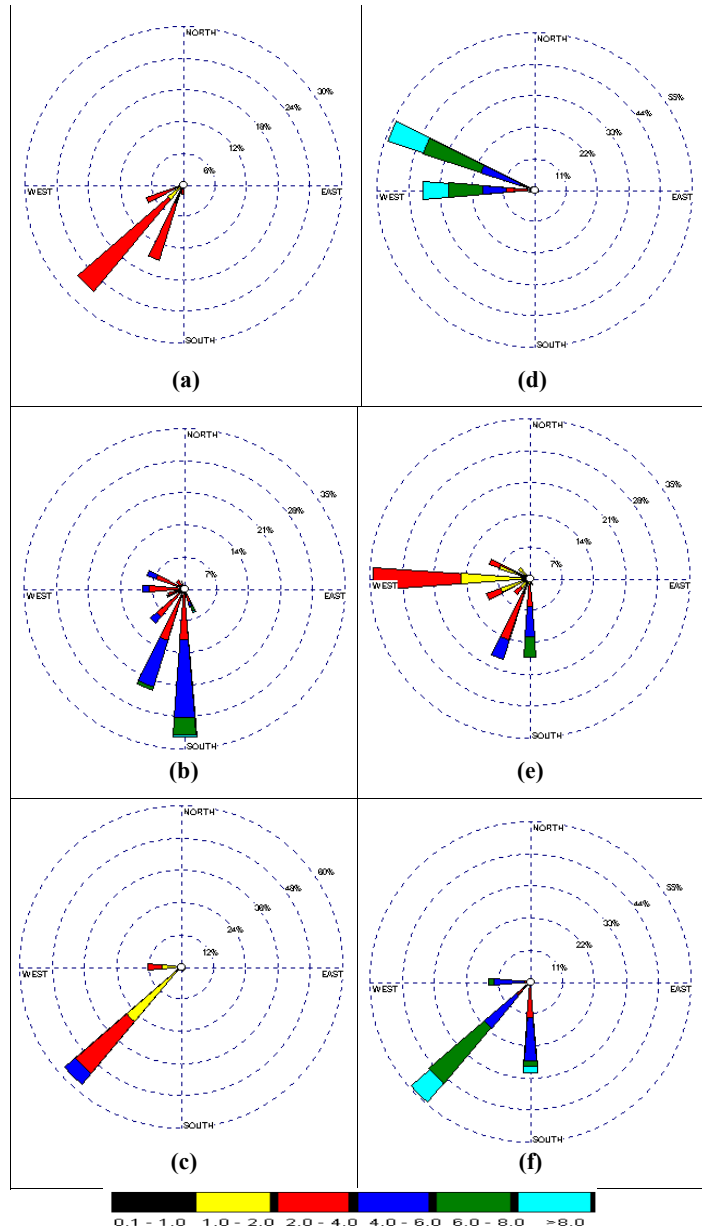 NORTH
30%
24%
18%
12%
6%
WEST
EAST
SOUTH
(a)
NORTH
55%
44%
33%
22%
11%
WEST
EAST
SOUTH
(d)
NORTH
35%
28%
21%
14%
7%
WEST
EAST
SOUTH
(b)
NORTH
35%
28%
21%
14%
7%
WEST
EAST
SOUTH
(e)
NORTH
60%
48%
36%
24%
12%
WEST
EAST
SOUTH
(c)
NORTH
55%
44%
33%
22%
11%
WEST
EAST
SOUTH
(f)
0.1 - 1.0 1.0 - 2.0 2.0 - 4.0 4.0 - 6.0 6.0 - 8.0 >8.0